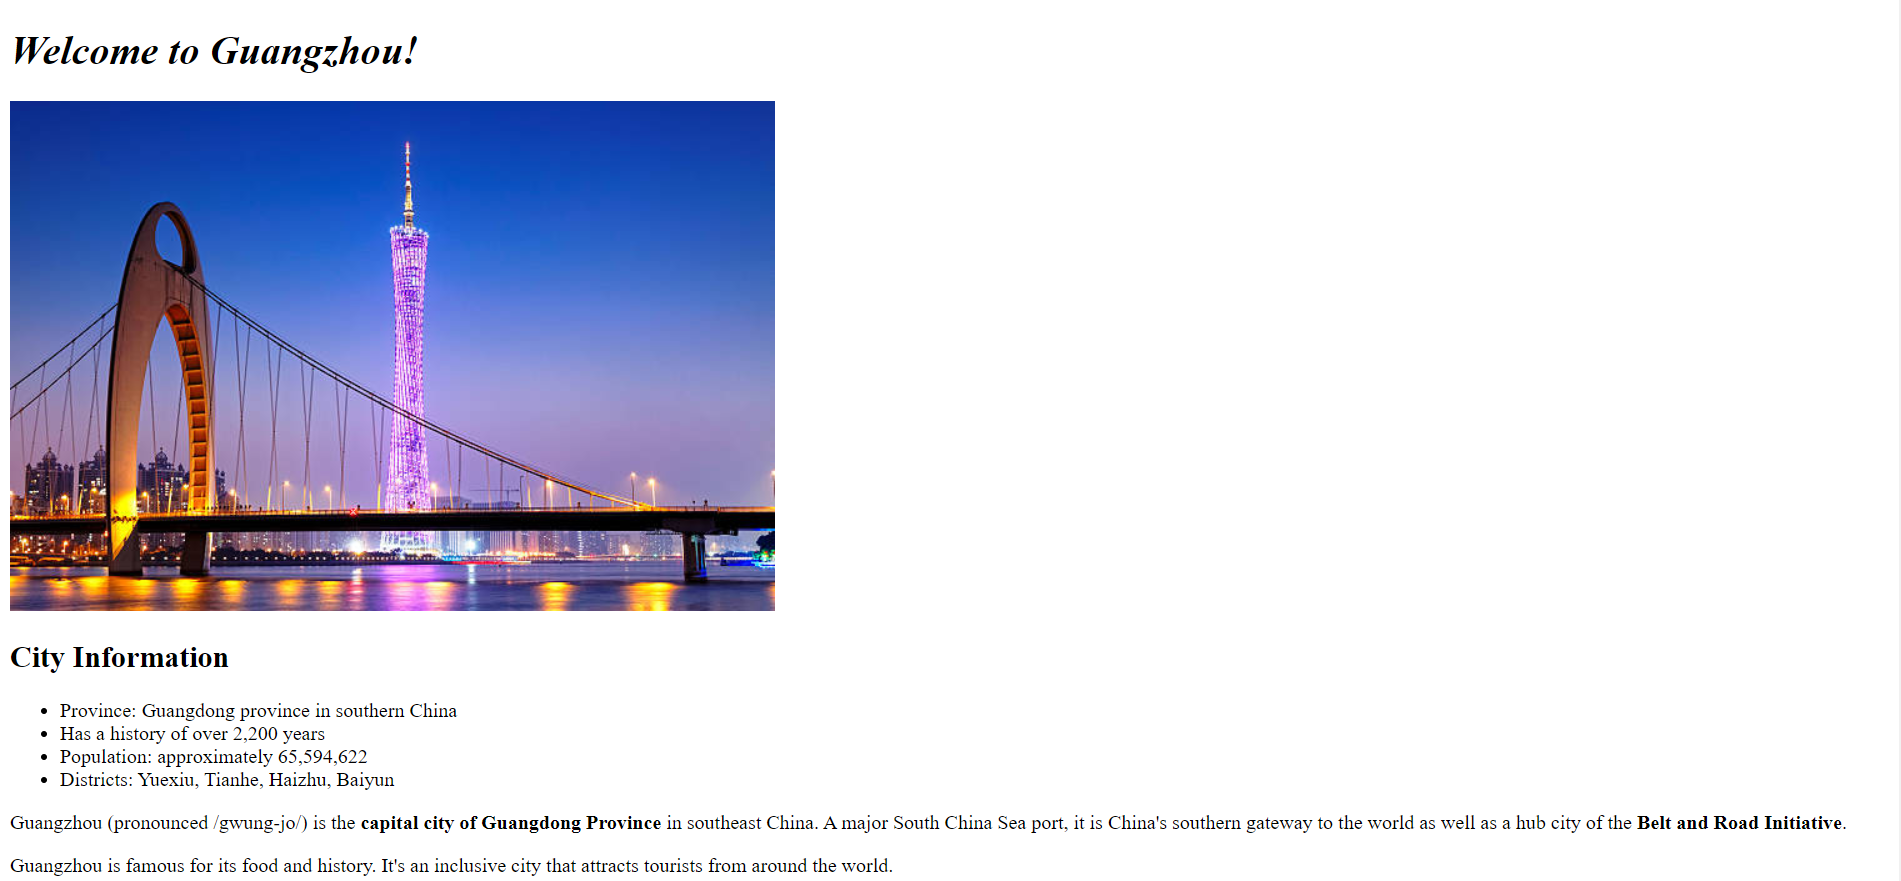 Welcome to Guangzhou!
City Information
• Province: Guangdong province in southern China
• Has a history of over 2,200 years
• Population: approximately 65,594,622
• Districts: Yuexiu, Tianhe, Haizhu, Baiyun
Guangzhou (pronounced /gwung-jo/) is the capital city of Guangdong Province in southeast China. A major South China Sea port, it is China's southern gateway to the world as well as a hub city of the Belt and Road Initiative.
Guangzhou is famous for its food and history. It's an inclusive city that attracts tourists from around the world.